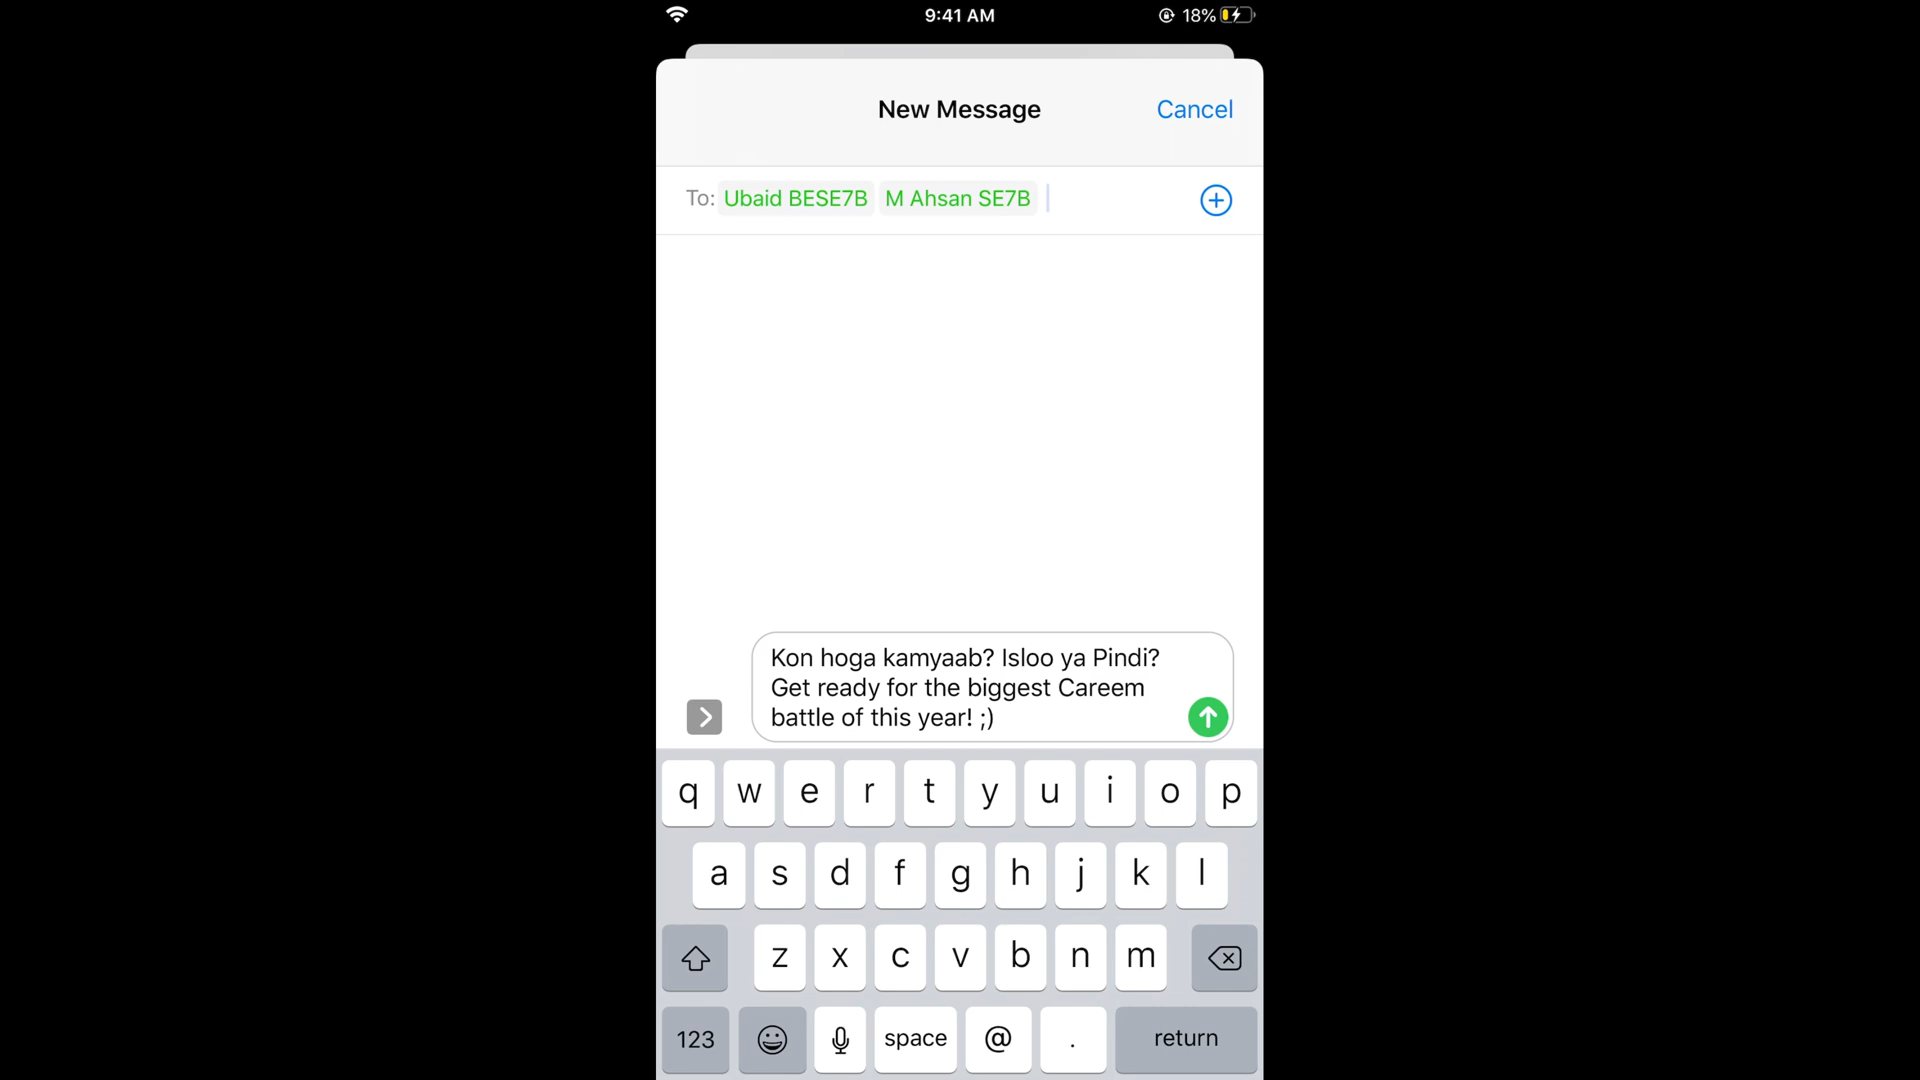 9:41 AM
18%
New Message
Cancel
To: Ubaid BESE7B M Ahsan SE7B
Kon hoga kamyaab? Isloo ya Pindi?
Get ready for the biggest Careem
battle of this year! ;)
q w e r t y u i o p
a s d f g h j k l
z x c v b n m
123 space @ . return